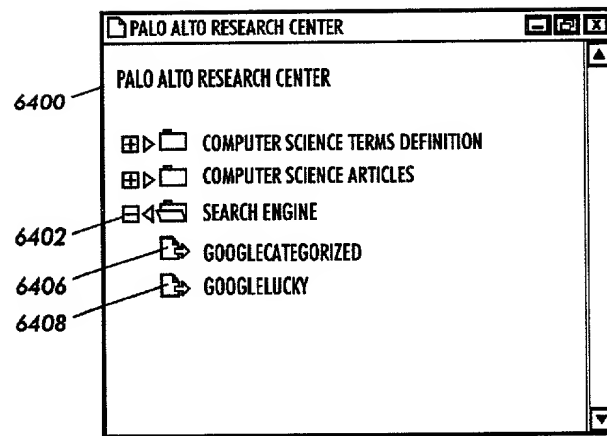 PALO ALTO RESEARCH CENTER
PALO ALTO RESEARCH CENTER
6400
COMPUTER SCIENCE TERMS DEFINITION
COMPUTER SCIENCE ARTICLES
SEARCH ENGINE
6402
GOOGLECATEGORIZED
6406
GOOGLELUCKY
6408